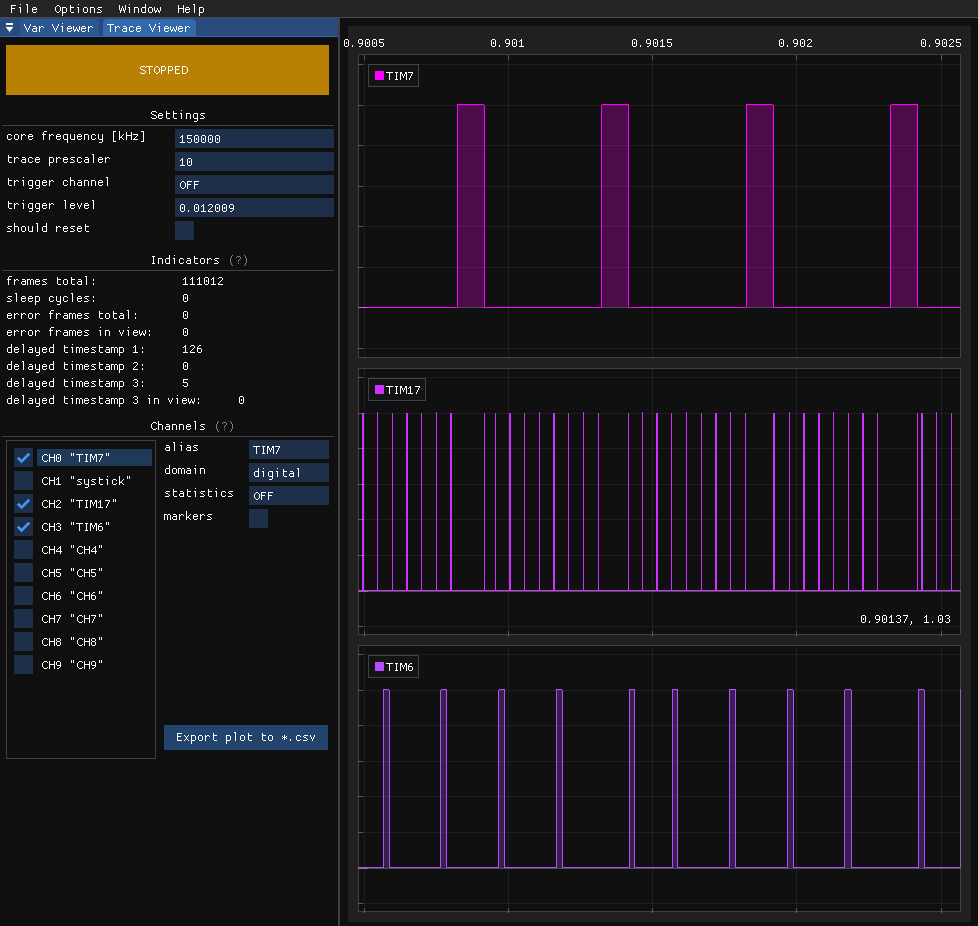 File Options Window Help
Var Viewer Trace Viewer
STOPPED
Settings
core frequency [kHz] 150000
trace prescaler 10
trigger channel OFF
trigger level 0.012009
should reset
Indicators (?)
frames total: 111012
sleep cycles: 0
error frames total: 0
error frames in view: 0
delayed timestamp 1: 126
delayed timestamp 2: 0
delayed timestamp 3: 5
delayed timestamp 3 in view: 0
Channels (?)
CH0 "TIM7"
CH1 "systick"
CH2 "TIM17"
CH3 "TIM6"
CH4 "CH4"
CH5 "CH5"
CH6 "CH6"
CH7 "CH7"
CH8 "CH8"
CH9 "CH9"
alias TIM7
domain digital
statistics OFF
markers
Export plot to *.csv
0.9005 0.901 0.9015 0.902 0.9025
TIM7
TIM17
0.90137, 1.03
TIM6